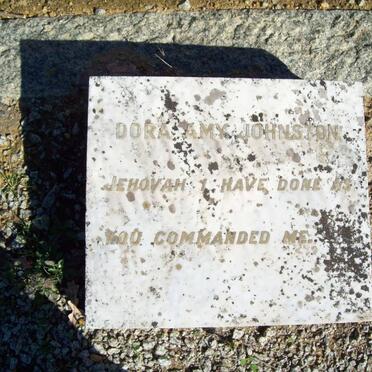 DORA AMY JOHNSTON
JEHOVAH I HAVE DONE AS
YOU COMMANDED ME.